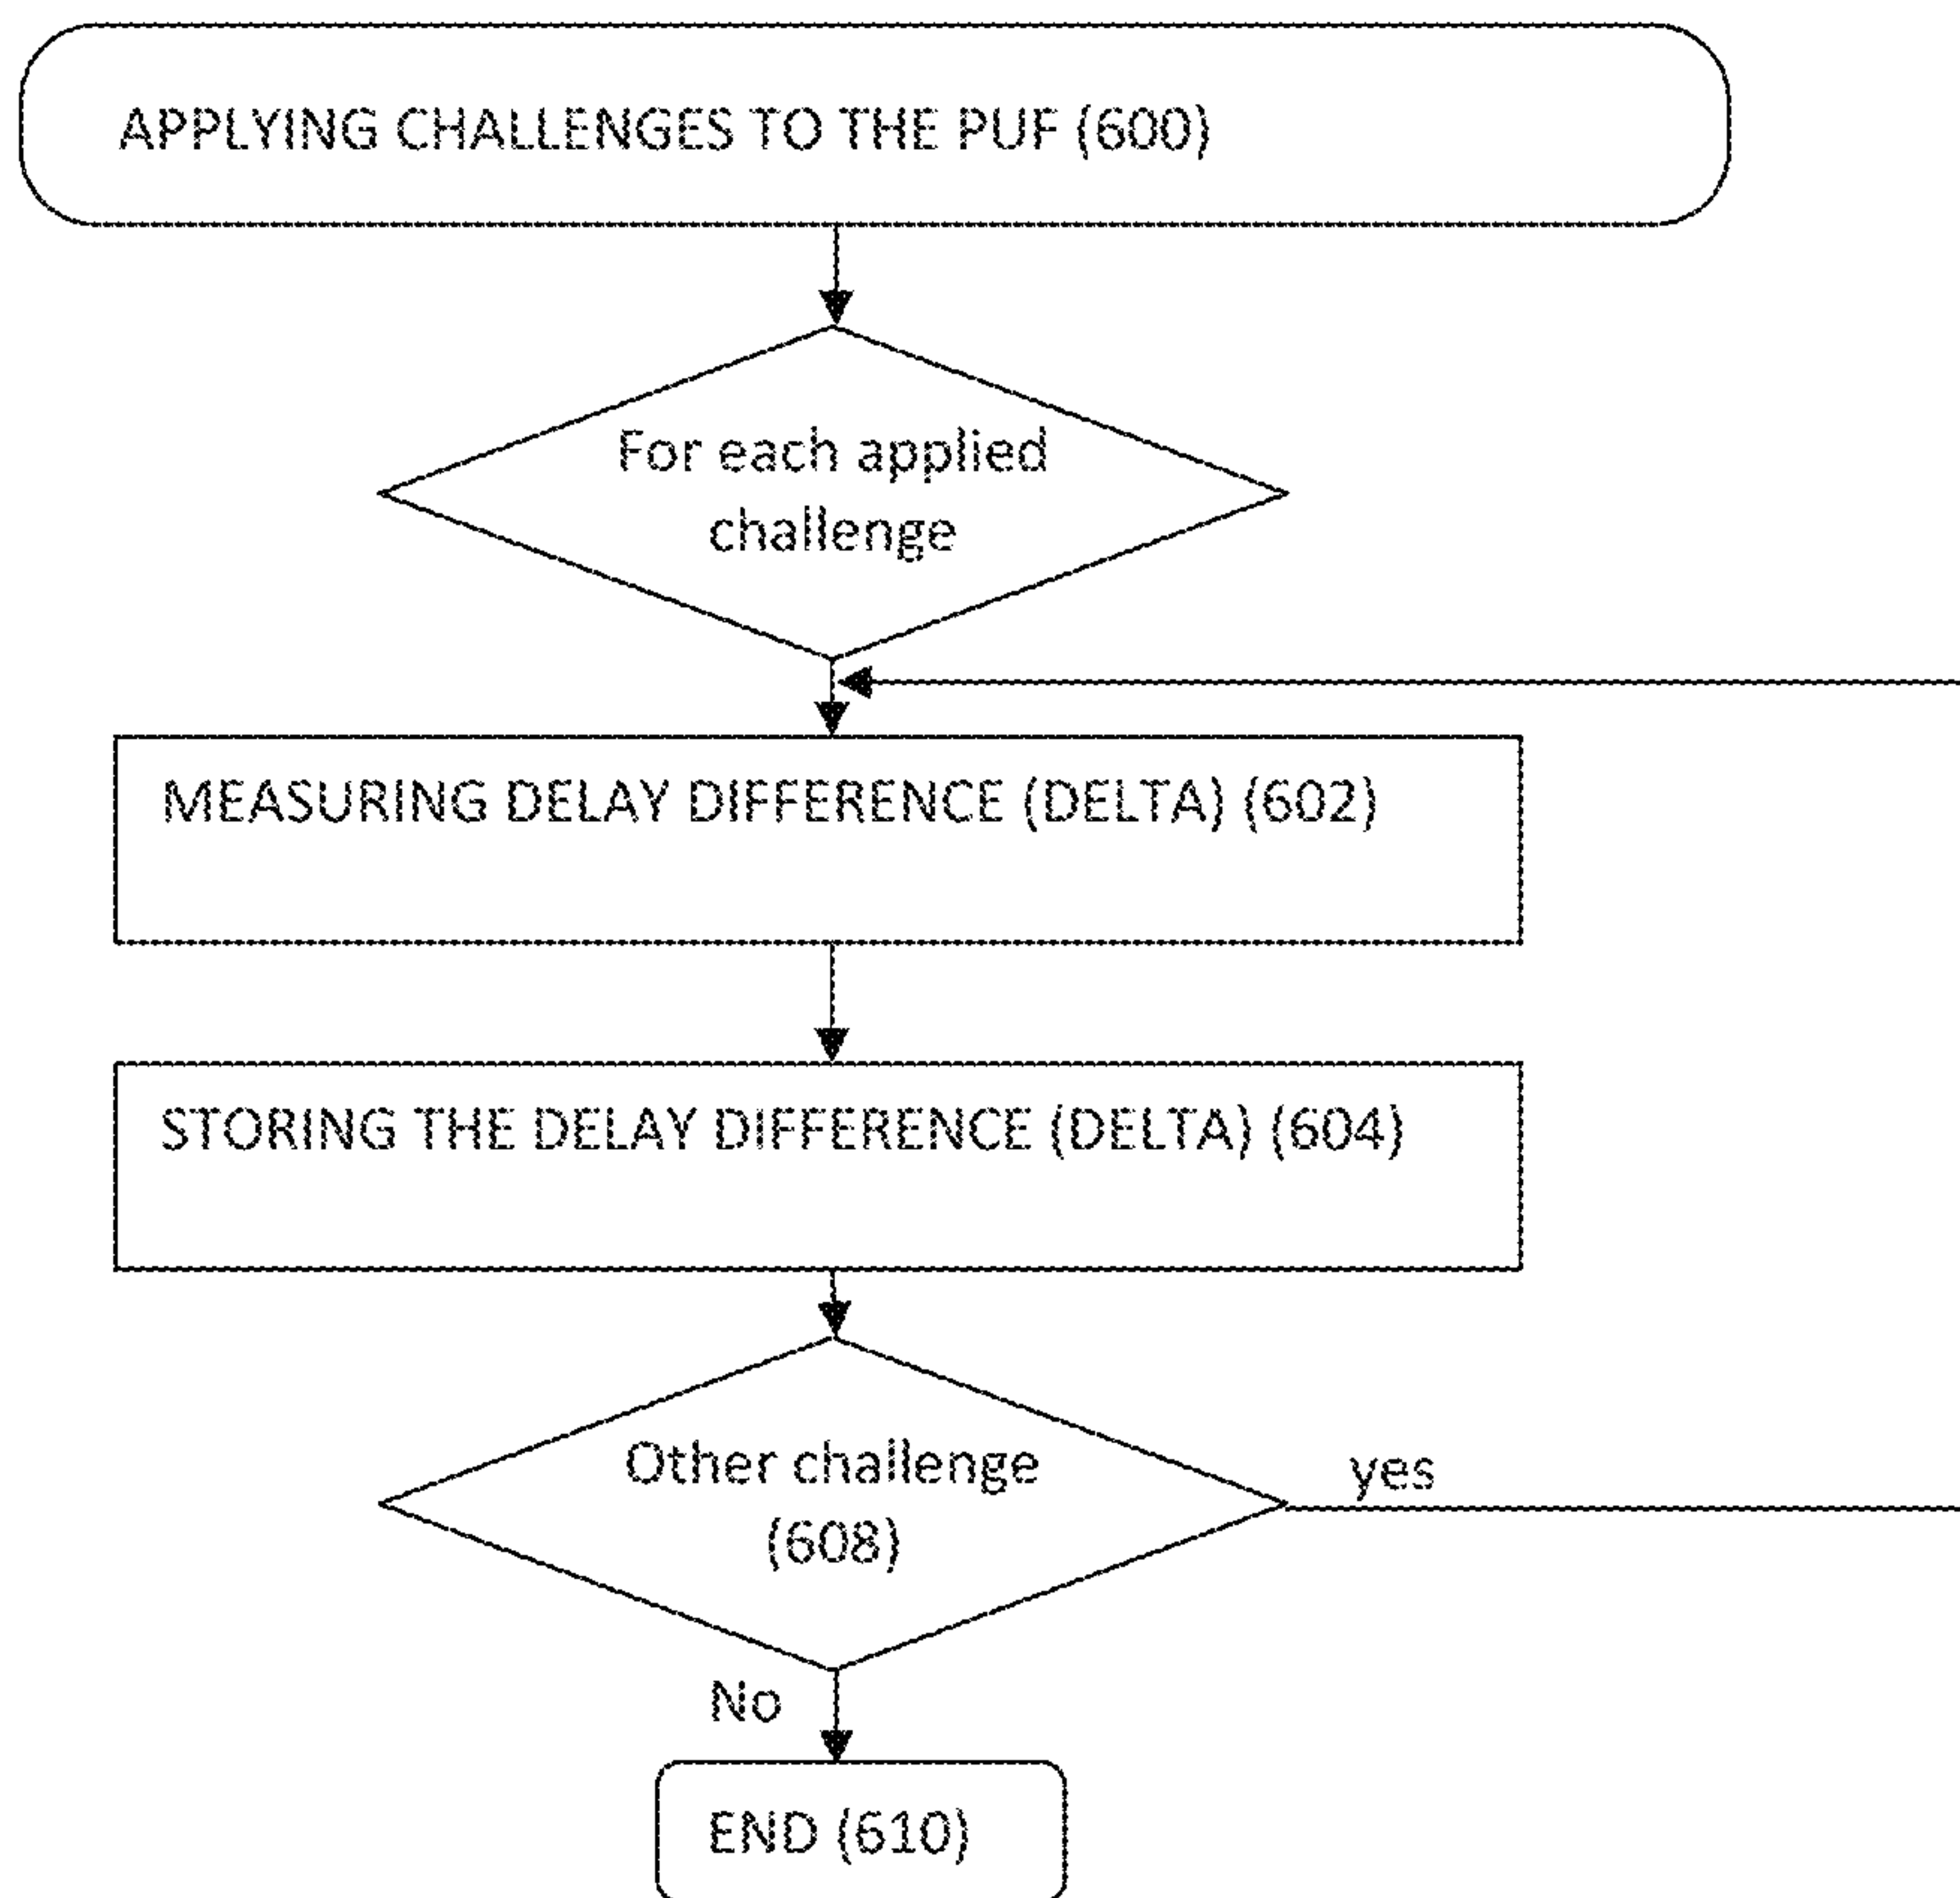 APPLYING CHALLENGES TO THE PUF (600)
For each applied
challenge
MEASURING DELAY DIFFERENCE (DELTA) (602)
STORING THE DELAY DIFFERENCE (DELTA) (604)
Other challenge
(608)
yes
No
END (610)